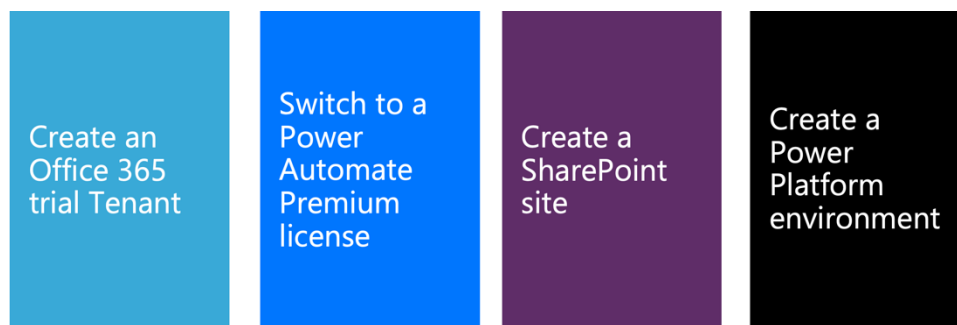 Create an
Office 365
trial Tenant
Switch to a
Power
Automate
Premium
license
Create a
SharePoint
site
Create a
Power
Platform
environment